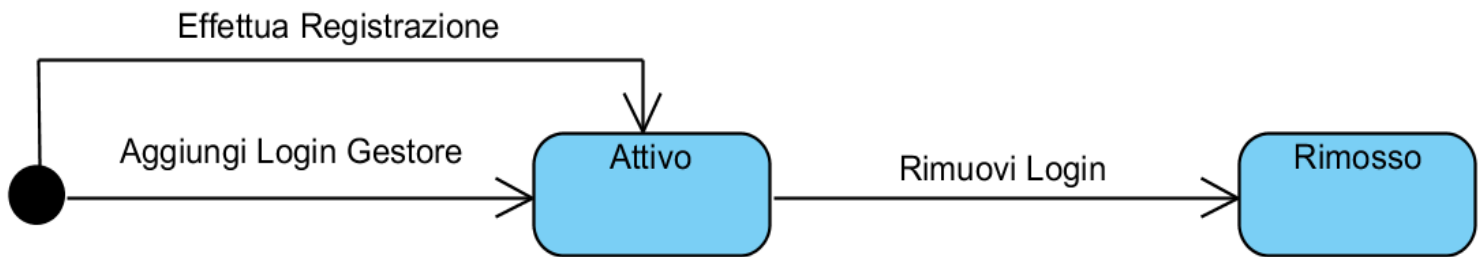 Effettua Registrazione
Aggiungi Login Gestore
Attivo
Rimuovi Login
Rimosso